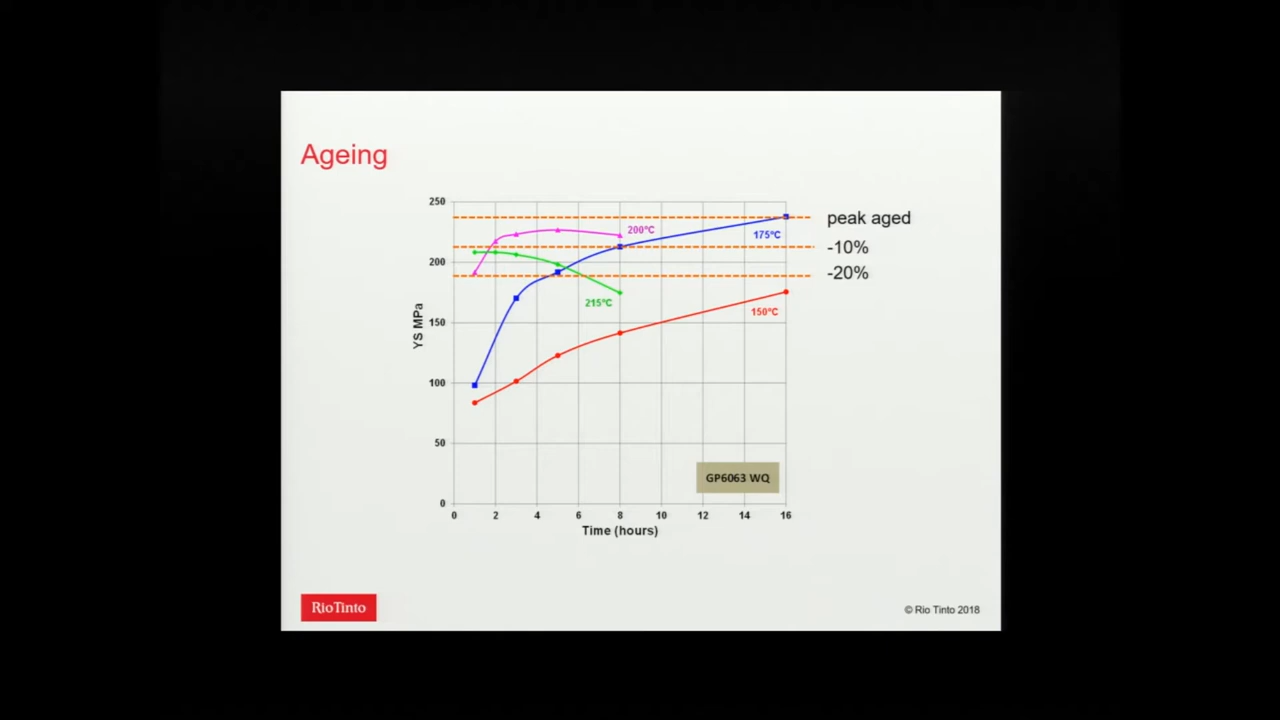 Ageing
250
200
150
100
50
0
YS MPa
0 2 4 6 8 10 12 14 16
Time (hours)
200°C
175°C
215°C
150°C
GP6063 WQ
peak aged
-10%
-20%
RioTinto
© Rio Tinto 2018